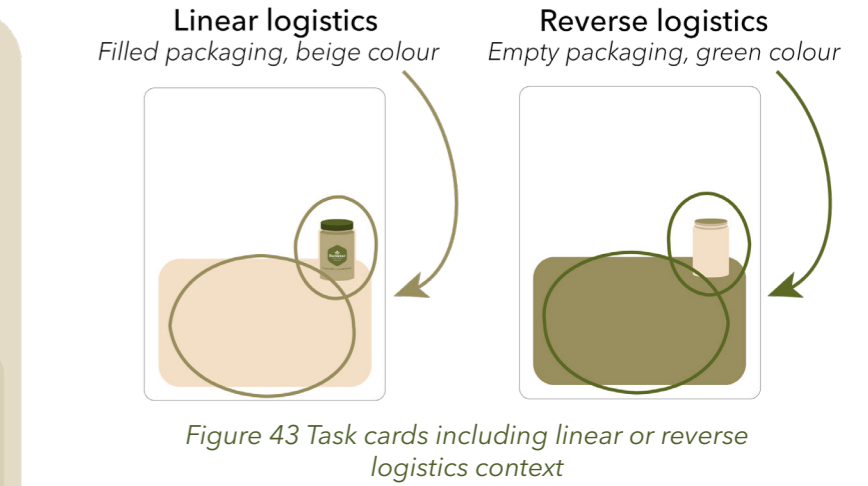 Linear logistics
Filled packaging, beige colour
Reverse logistics
Empty packaging, green colour
Figure 43 Task cards including linear or reverse
logistics context